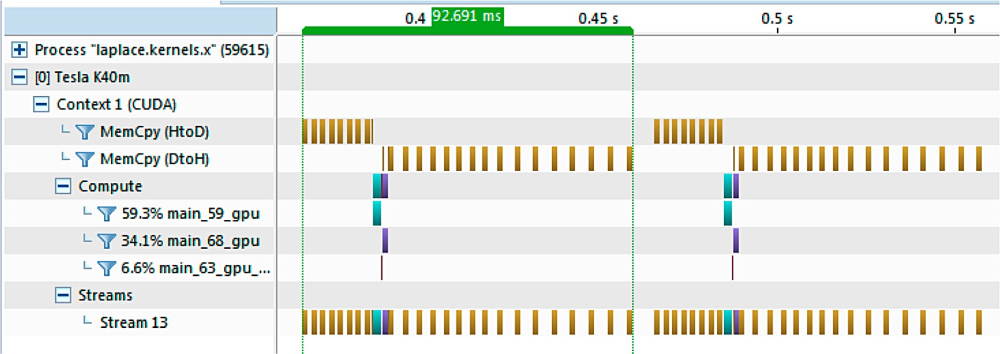 0.4 92.691 ms 0.45 s 0.5 s 0.55 s
Process "laplace.kernels.x" (59615)
[0] Tesla K40m
Context 1 (CUDA)
MemCpy (HtoD)
MemCpy (DtoH)
Compute
59.3% main_59_gpu
34.1% main_68_gpu
6.6% main_63_gpu_...
Streams
Stream 13